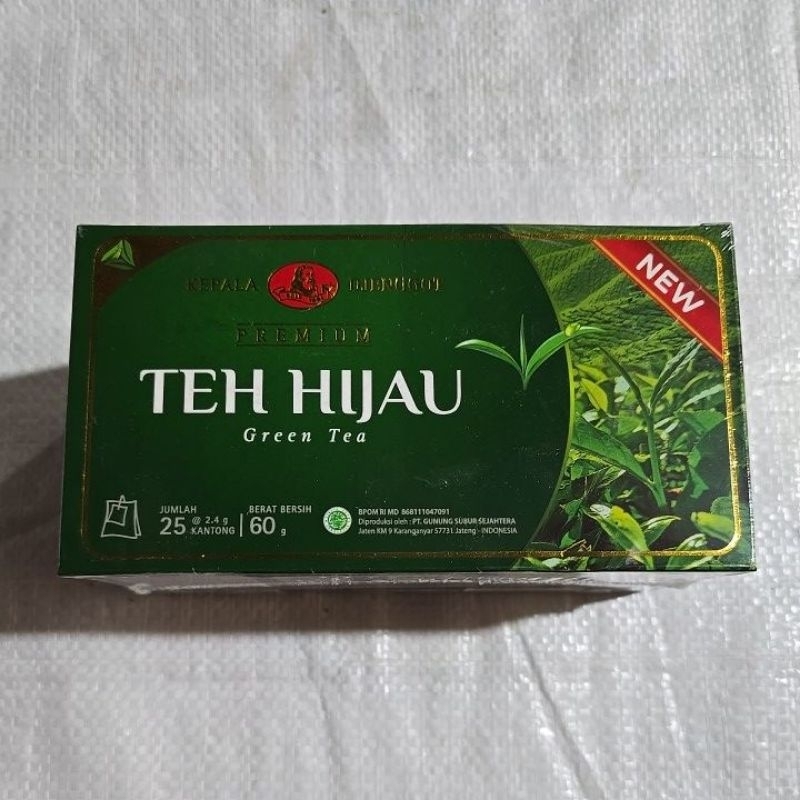 KEPALA DJENGGOT
PREMIUM
TEH HIJAU
Green Tea
NEW
JUMLAH
25 @ 2.4 g
KANTONG
BERAT BERSIH
60 g
BPOM RI MD 868111047091
Diproduksi oleh : PT. GUNUNG SUBUR SEJAHTERA
Jaten KM 9 Karanganyar 57731 Jateng - INDONESIA